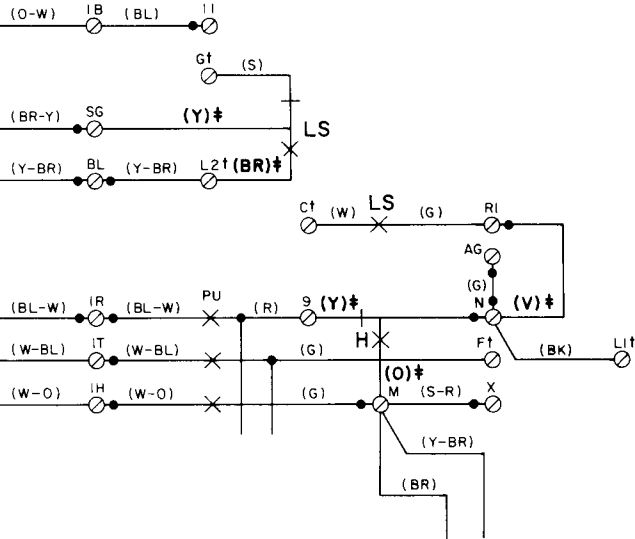 (O-W) 1B (BL) 11
G† (S)
(BR-Y) SG (Y)‡ LS
(Y-BR) BL (Y-BR) L2† (BR)‡
C† (W) LS (G) R1
AG
(G)
(BL-W) 1R (BL-W) PU (R) 9 (Y)‡ N (V)‡
H
(W-BL) 1T (W-BL) (G) F† (BK) L1†
(O)‡
(W-O) 1H (W-O) (G) M (S-R) X
(Y-BR)
(BR)